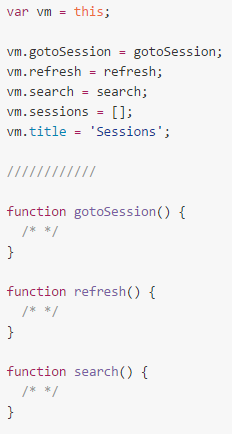 var vm = this;
vm.gotoSession = gotoSession;
vm.refresh = refresh;
vm.search = search;
vm.sessions = [];
vm.title = 'Sessions';
////////////
function gotoSession() {
  /* */
}
function refresh() {
  /* */
}
function search() {
  /* */
}